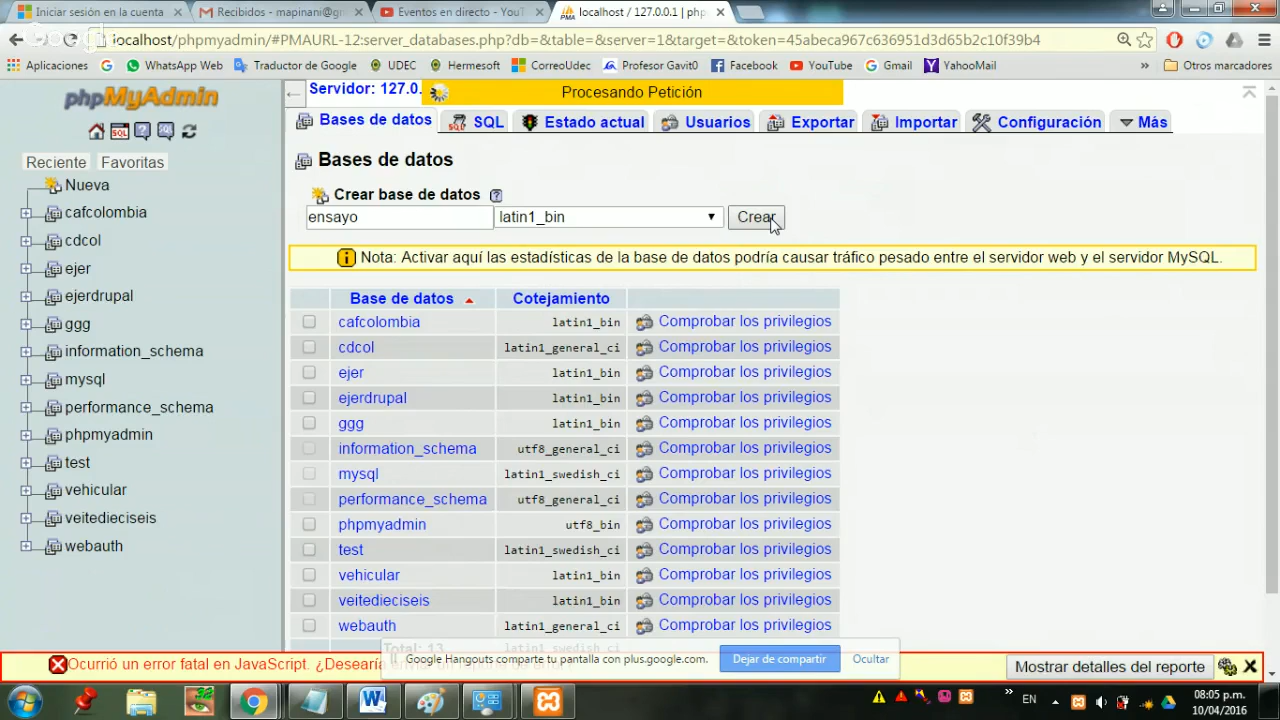 Iniciar sesión en la cuenta
Recibidos - mapinani@g
Eventos en directo - You
localhost / 127.0.0.1 | php
localhost/phpmyadmin/#PMAURL-12:server_databases.php?db=&table=&server=1&target=&token=45abeca967c636951d3d65b2c10f39b4
Aplicaciones
WhatsApp Web
Traductor de Google
UDEC
Hermesoft
CorreoUdec
Profesor Gavit0
Facebook
YouTube
Gmail
YahooMail
» Otros marcadores
phpMyAdmin
Servidor: 127.0.
Procesando Petición
Bases de datos
SQL
Estado actual
Usuarios
Exportar
Importar
Configuración
Más
Reciente
Favoritas
Nueva
cafcolombia
cdcol
ejer
ejerdrupal
ggg
information_schema
mysql
performance_schema
phpmyadmin
test
vehicular
veitedieciseis
webauth
Bases de datos
Crear base de datos
ensayo
latin1_bin
Crear
Nota: Activar aquí las estadísticas de la base de datos podría causar tráfico pesado entre el servidor web y el servidor MySQL.
Base de datos Cotejamiento
cafcolombia latin1_bin Comprobar los privilegios
cdcol latin1_general_ci Comprobar los privilegios
ejer latin1_bin Comprobar los privilegios
ejerdrupal latin1_bin Comprobar los privilegios
ggg latin1_bin Comprobar los privilegios
information_schema utf8_general_ci Comprobar los privilegios
mysql latin1_swedish_ci Comprobar los privilegios
performance_schema utf8_general_ci Comprobar los privilegios
phpmyadmin utf8_bin Comprobar los privilegios
test latin1_swedish_ci Comprobar los privilegios
vehicular latin1_bin Comprobar los privilegios
veitedieciseis latin1_bin Comprobar los privilegios
webauth latin1_general_ci Comprobar los privilegios
Total: 13 latin1_swedish_ci
Ocurrió un error fatal en JavaScript. ¿Desearía
Google Hangouts comparte tu pantalla con plus.google.com.
Dejar de compartir
Ocultar
Mostrar detalles del reporte
EN
08:05 p.m.
10/04/2016